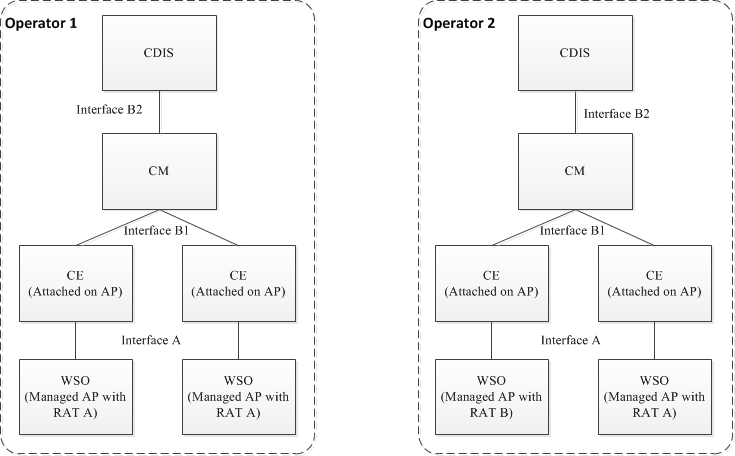 Operator 1
CDIS
Interface B2
CM
Interface B1
CE
(Attached on AP)
CE
(Attached on AP)
Interface A
WSO
(Managed AP with
RAT A)
WSO
(Managed AP with
RAT A)
Operator 2
CDIS
Interface B2
CM
Interface B1
CE
(Attached on AP)
CE
(Attached on AP)
Interface A
WSO
(Managed AP with
RAT B)
WSO
(Managed AP with
RAT A)